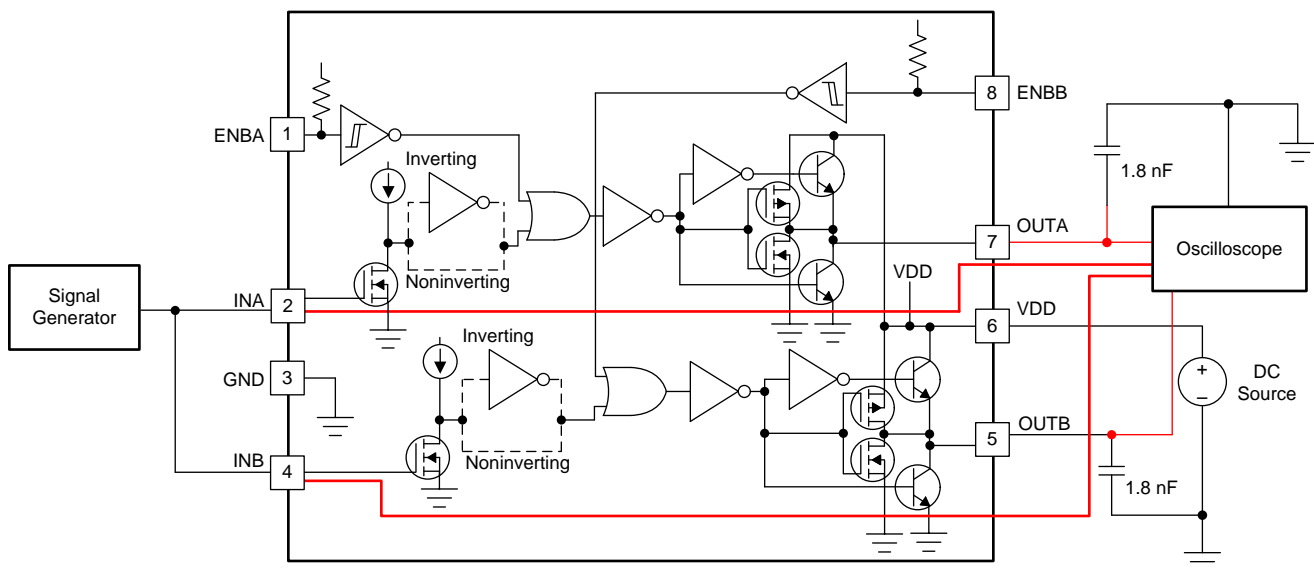 ENBA
1
Inverting
Noninverting
Signal
Generator
INA
2
GND
3
INB
4
Inverting
Noninverting
8
ENBB
1.8 nF
OUTA
7
Oscilloscope
VDD
VDD
6
+
−
DC
Source
OUTB
5
1.8 nF